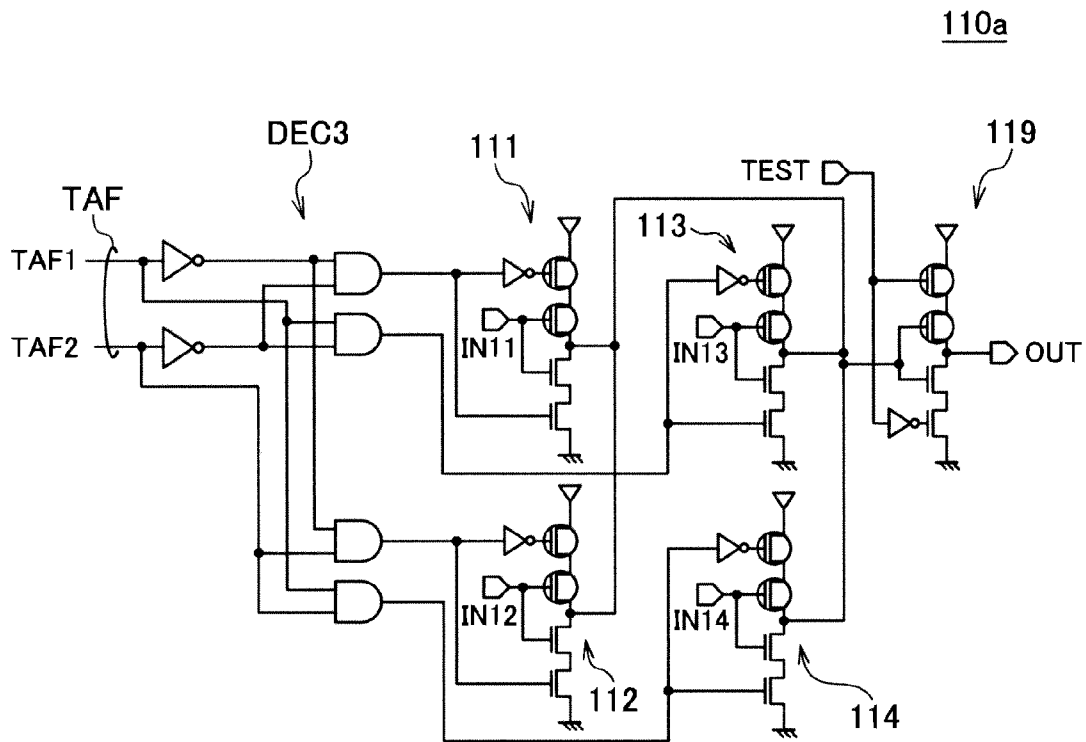 110a
DEC3
111
119
TEST
TAF
113
TAF1
IN11
IN13
OUT
TAF2
IN12
IN14
112
114